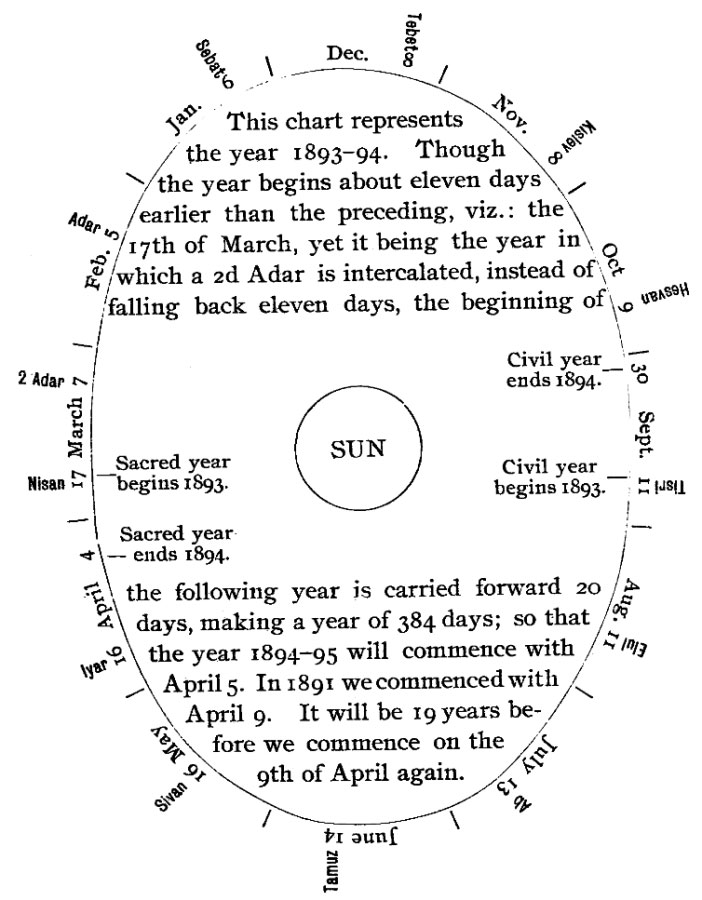 Dec.
Tebet 8
Sebat 6
Jan.
Nov.
Kislev 8
This chart represents
the year 1893–94. Though
the year begins about eleven days
earlier than the preceding, viz.: the
17th of March, yet it being the year in
which a 2d Adar is intercalated, instead of
falling back eleven days, the beginning of
Adar 5
Feb.
Oct
9 Hesvan
2 Adar 7
March
Nisan 17
Civil year
ends 1894.
30
Sept.
SUN
Sacred year
begins 1893.
Civil year
begins 1893.
11 Tisri
Sacred year
ends 1894.
4
April
Iyar 16
the following year is carried forward 20
days, making a year of 384 days; so that
the year 1894–95 will commence with
April 5. In 1891 we commenced with
April 9. It will be 19 years be-
fore we commence on the
9th of April again.
Aug. 11
Elul
May
Sivan 16
July 13
Ab
June 14
Tamuz